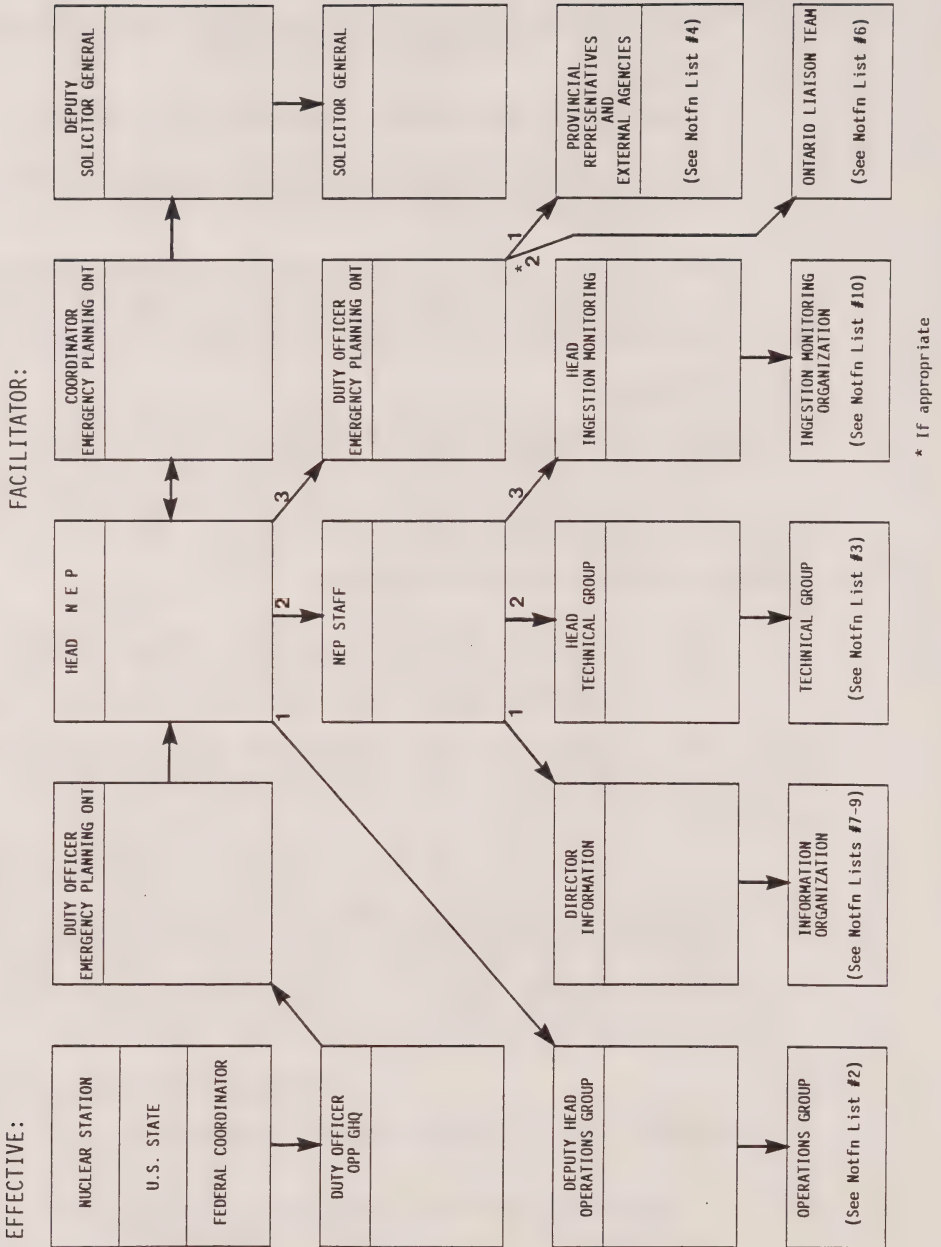 EFFECTIVE:
FACILITATOR:
NUCLEAR STATION
U.S. STATE
FEDERAL COORDINATOR
DUTY OFFICER
EMERGENCY PLANNING ONT
HEAD N E P
COORDINATOR
EMERGENCY PLANNING ONT
DEPUTY
SOLICITOR GENERAL
DUTY OFFICER
OPP GHQ
1
2
3
NEP STAFF
DUTY OFFICER
EMERGENCY PLANNING ONT
SOLICITOR GENERAL
1
2
3
1
* 2
DEPUTY HEAD
OPERATIONS GROUP
DIRECTOR
INFORMATION
HEAD
TECHNICAL GROUP
HEAD
INGESTION MONITORING
PROVINCIAL
REPRESENTATIVES
AND
EXTERNAL AGENCIES
(See Notfn List #4)
OPERATIONS GROUP
(See Notfn List #2)
INFORMATION
ORGANIZATION
(See Notfn Lists #7-9)
TECHNICAL GROUP
(See Notfn List #3)
INGESTION MONITORING
ORGANIZATION
(See Notfn List #10)
ONTARIO LIAISON TEAM
(See Notfn List #6)
* If appropriate